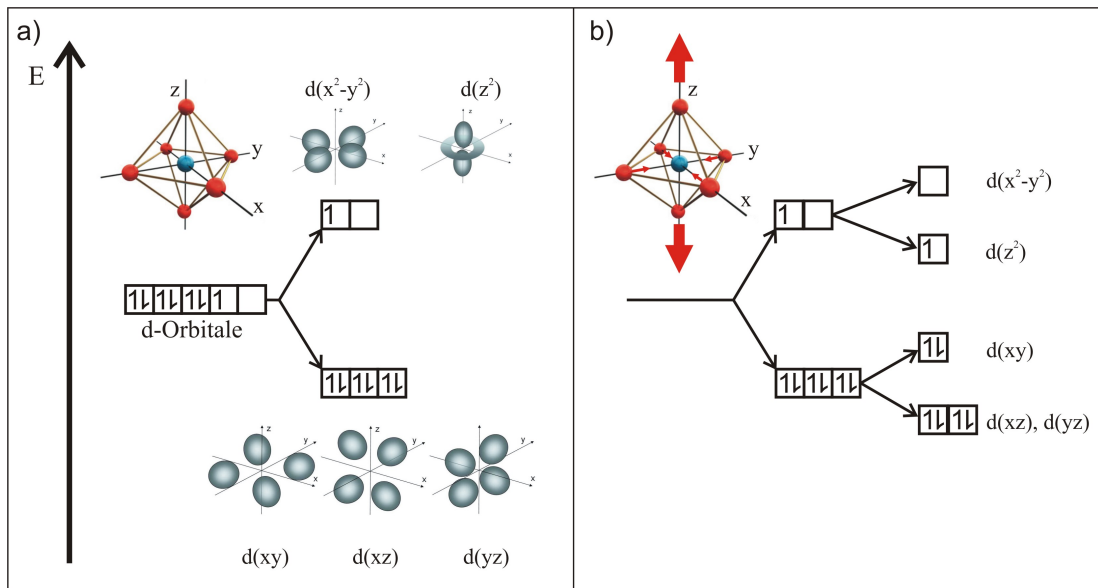 a)
E
z
y
x
d(x²-y²)
d(z²)
z
y
x
z
y
x
1
1⇂ 1⇂ 1⇂ 1
d-Orbitale
1⇂ 1⇂ 1⇂
z
y
x
z
y
x
z
y
x
d(xy)
d(xz)
d(yz)
b)
z
y
x
1
d(x²-y²)
1
d(z²)
1⇂
d(xy)
1⇂ 1⇂ 1⇂
1⇂ 1⇂
d(xz), d(yz)